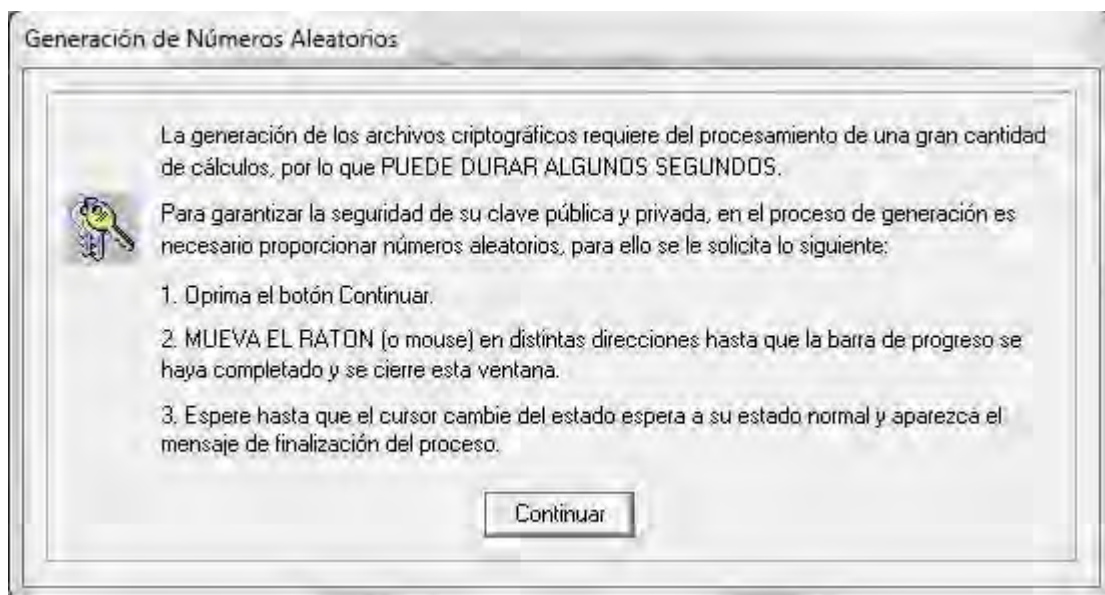 Generación de Números Aleatorios
La generación de los archivos criptográficos requiere del procesamiento de una gran cantidad
de cálculos, por lo que PUEDE DURAR ALGUNOS SEGUNDOS.
Para garantizar la seguridad de su clave pública y privada, en el proceso de generación es
necesario proporcionar números aleatorios, para ello se le solicita lo siguiente:
1. Oprima el botón Continuar.
2. MUEVA EL RATON (o mouse) en distintas direcciones hasta que la barra de progreso se
haya completado y se cierre esta ventana.
3. Espere hasta que el cursor cambie del estado espera a su estado normal y aparezca el
mensaje de finalización del proceso.
Continuar